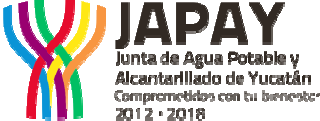 JAPAY
Junta de Agua Potable y
Alcantarillado de Yucatán
Comprometidos con tu bienestar
2012 • 2018